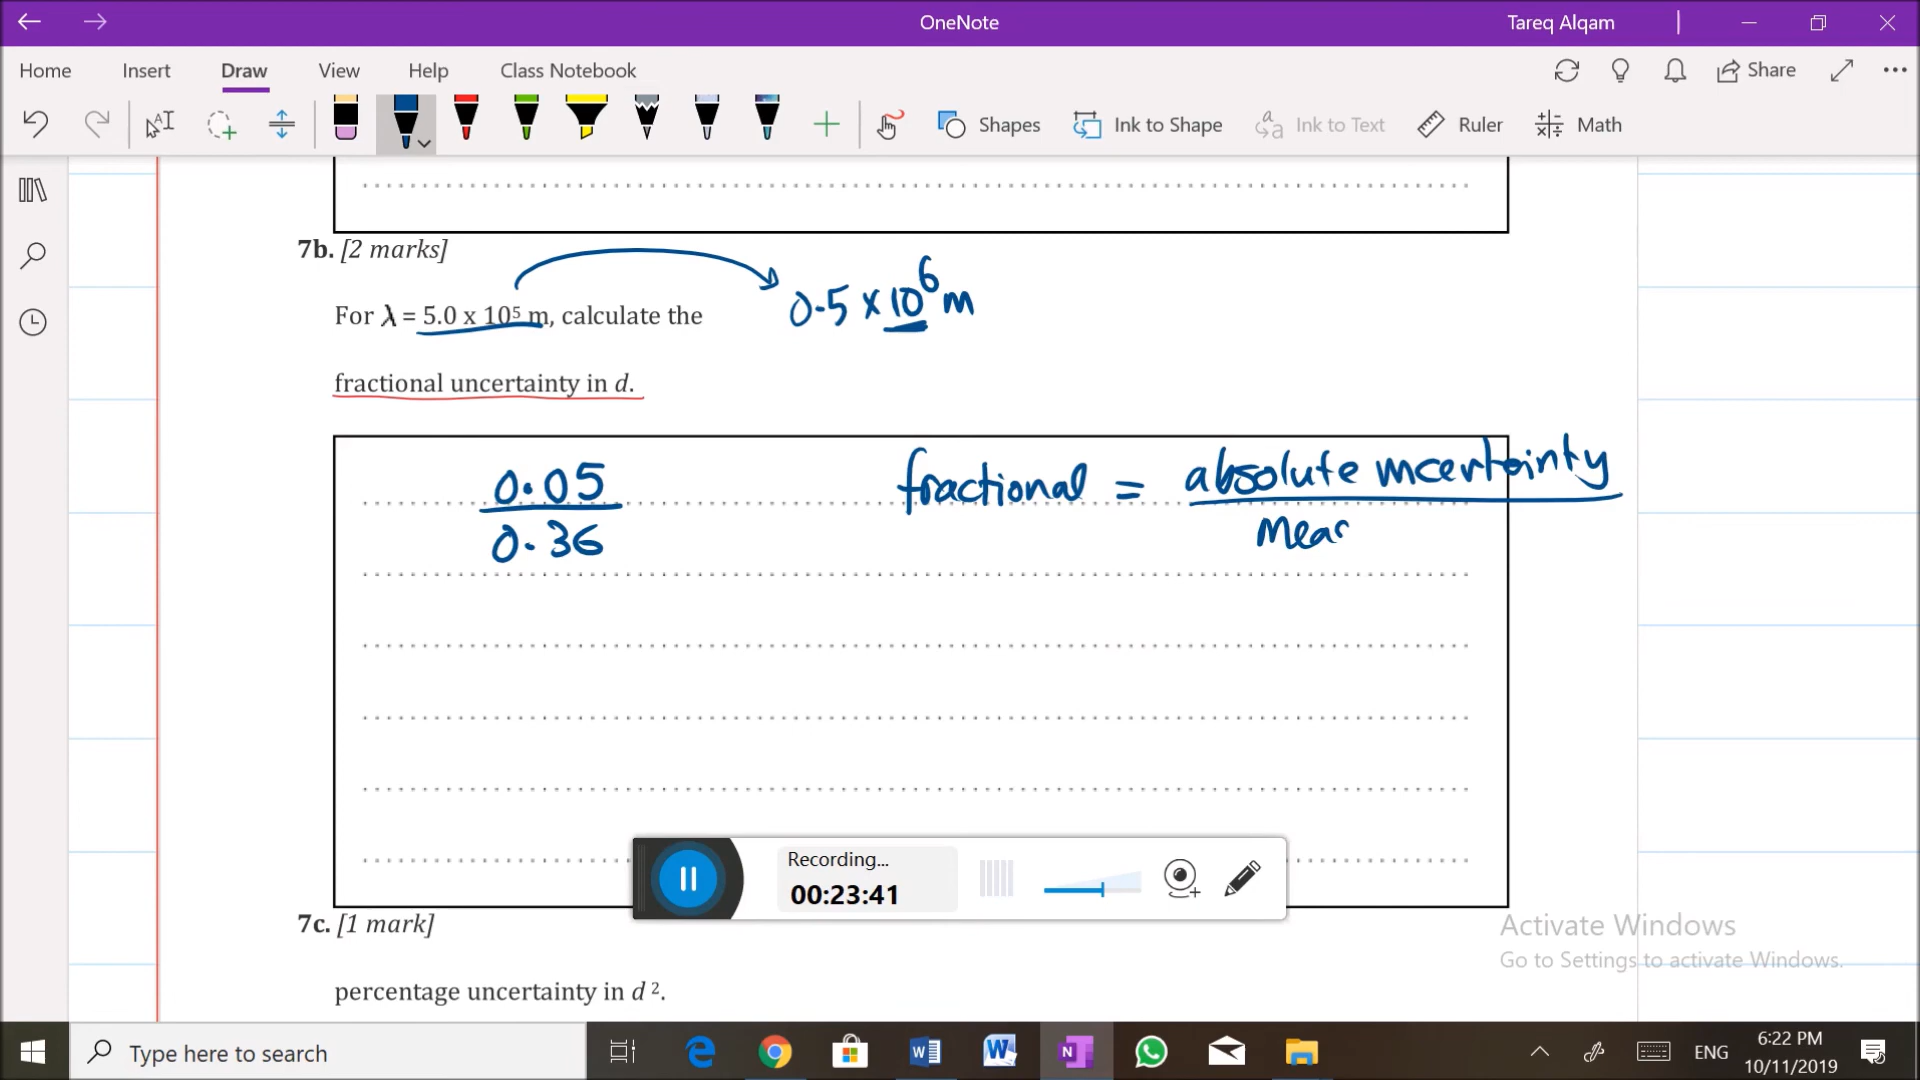 OneNote
Tareq Alqam
Home Insert Draw View Help Class Notebook Share
Shapes Ink to Shape Ink to Text Ruler Math
7b. [2 marks]
For λ = 5.0 x 10⁵ m, calculate the
0.5 × 10⁶ m
fractional uncertainty in d.
0.05
0.36
fractional = absolute uncertainty
Mear
Recording...
00:23:41
7c. [1 mark]
percentage uncertainty in d ².
Activate Windows
Go to Settings to activate Windows.
Type here to search
ENG
6:22 PM
10/11/2019